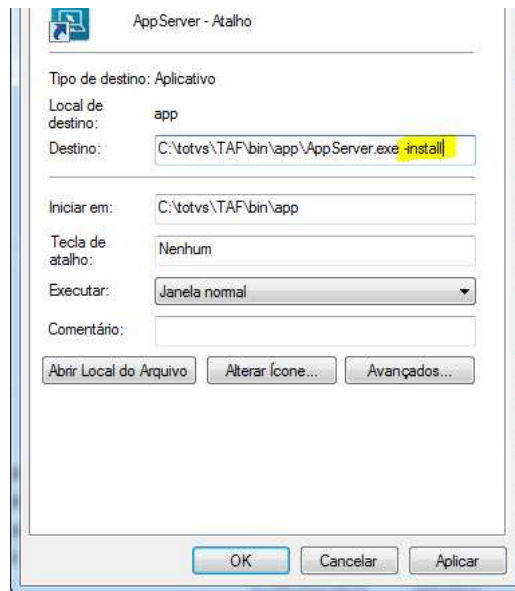 AppServer - Atalho
Tipo de destino: Aplicativo
Local de destino: app
Destino: C:\totvs\TAF\bin\app\AppServer.exe -install
Iniciar em: C:\totvs\TAF\bin\app
Tecla de atalho: Nenhum
Executar: Janela normal
Comentário:
Abrir Local do Arquivo Alterar Ícone... Avançados...
OK Cancelar Aplicar